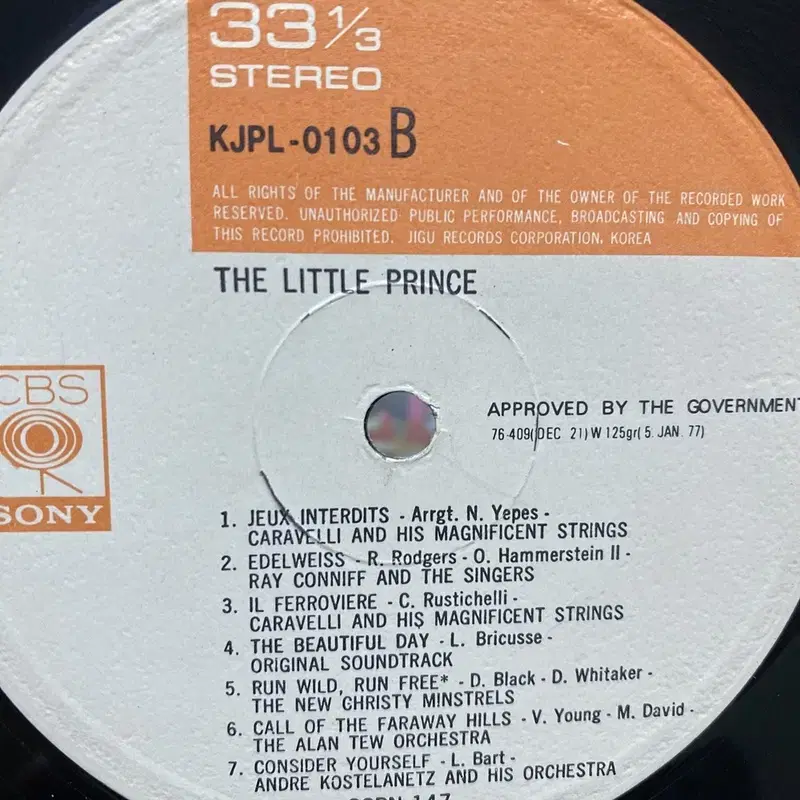 33 1/3
STEREO
KJPL-0103 B
ALL RIGHTS OF THE MANUFACTURER AND OF THE OWNER OF THE RECORDED WORK
RESERVED. UNAUTHORIZED PUBLIC PERFORMANCE, BROADCASTING AND COPYING OF
THIS RECORD PROHIBITED. JIGU RECORDS CORPORATION, KOREA
THE LITTLE PRINCE
CBS
SONY
APPROVED BY THE GOVERNMENT
76-409(DEC 21)W125gr(5. JAN. 77)
1. JEUX INTERDITS - Arrgt. N. Yepes -
CARAVELLI AND HIS MAGNIFICENT STRINGS
2. EDELWEISS - R. Rodgers - O. Hammerstein II -
RAY CONNIFF AND THE SINGERS
3. IL FERROVIERE - C. Rustichelli -
CARAVELLI AND HIS MAGNIFICENT STRINGS
4. THE BEAUTIFUL DAY - L. Bricusse -
ORIGINAL SOUNDTRACK
5. RUN WILD, RUN FREE* - D. Black - D. Whitaker -
THE NEW CHRISTY MINSTRELS
6. CALL OF THE FARAWAY HILLS - V. Young - M. David -
THE ALAN TEW ORCHESTRA
7. CONSIDER YOURSELF - L. Bart -
ANDRE KOSTELANETZ AND HIS ORCHESTRA